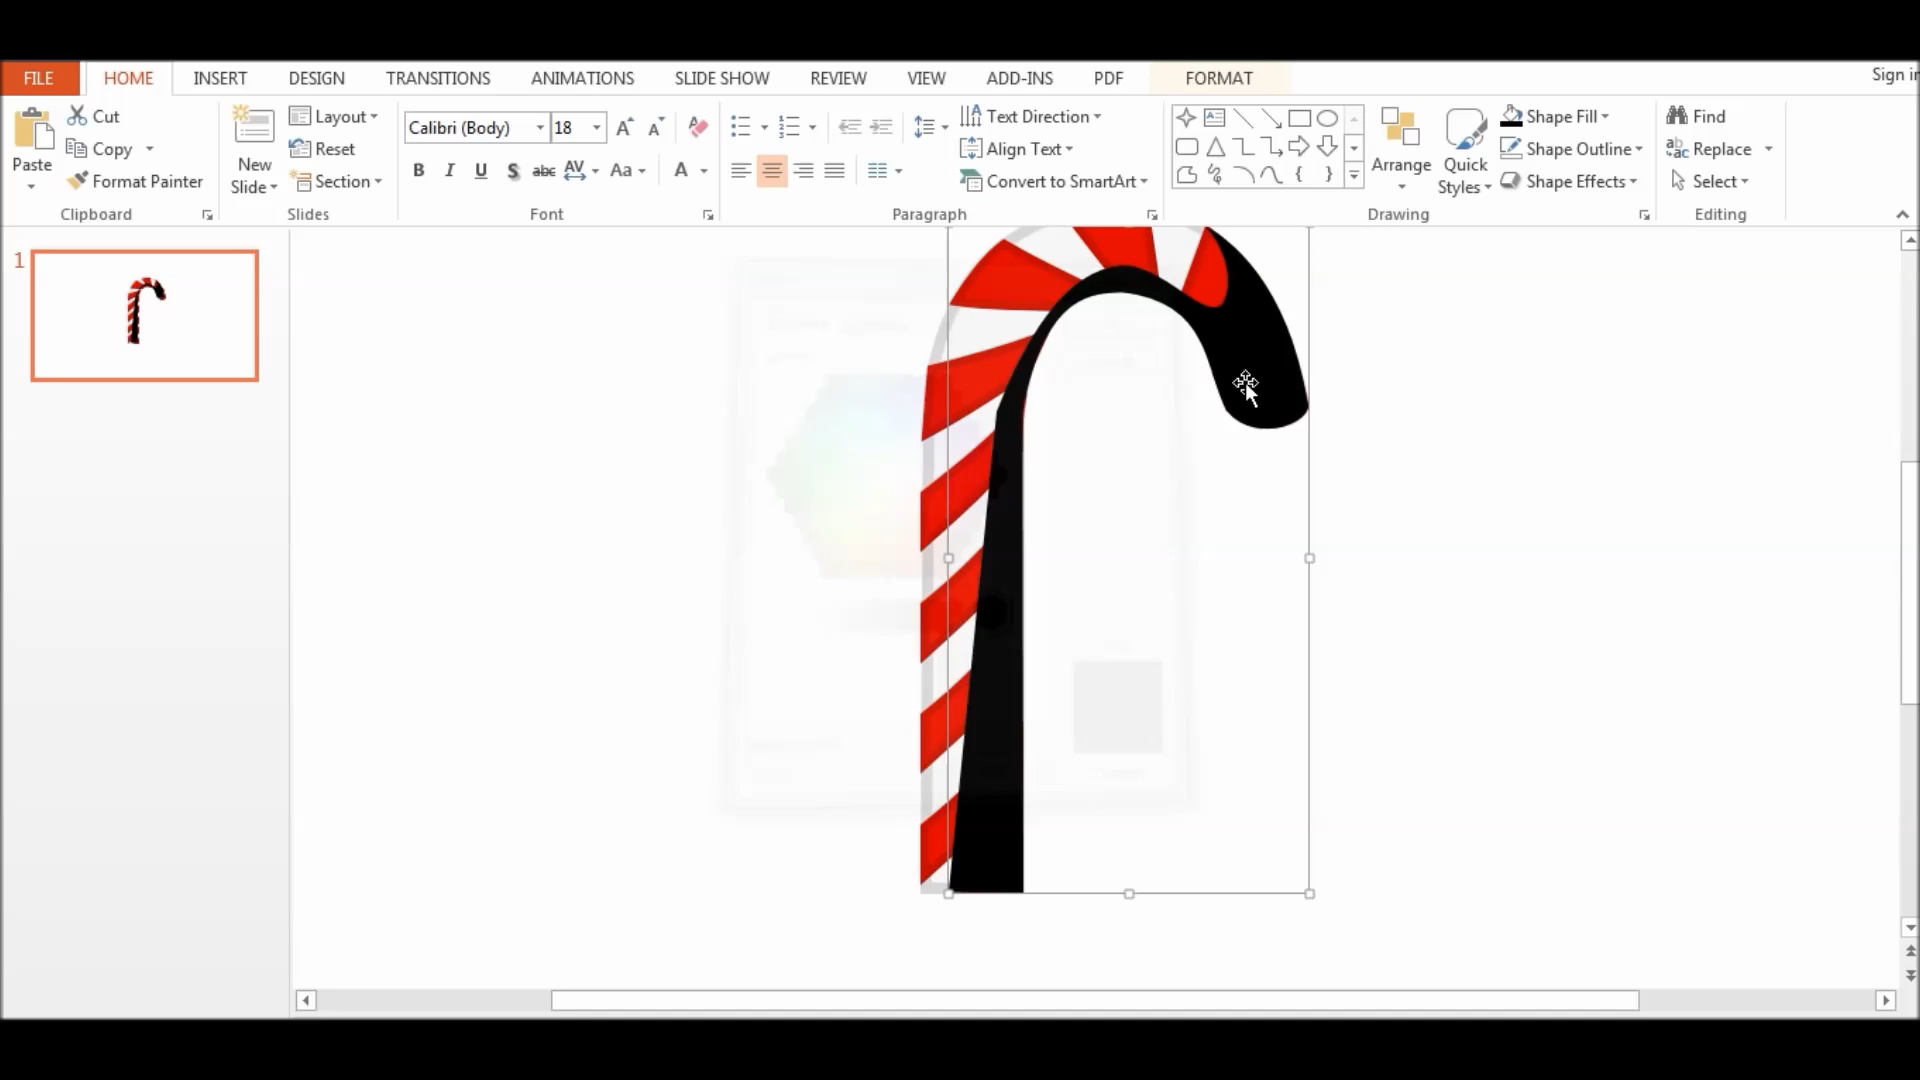 FILE HOME INSERT DESIGN TRANSITIONS ANIMATIONS SLIDE SHOW REVIEW VIEW ADD-INS PDF FORMAT Sign in
Paste
Cut
Copy
Format Painter
Clipboard
New
Slide
Layout
Reset
Section
Slides
Calibri (Body) 18
B I U S abc AV Aa A
Font
Text Direction
Align Text
Convert to SmartArt
Paragraph
Arrange
Quick
Styles
Shape Fill
Shape Outline
Shape Effects
Drawing
Find
Replace
Select
Editing
1